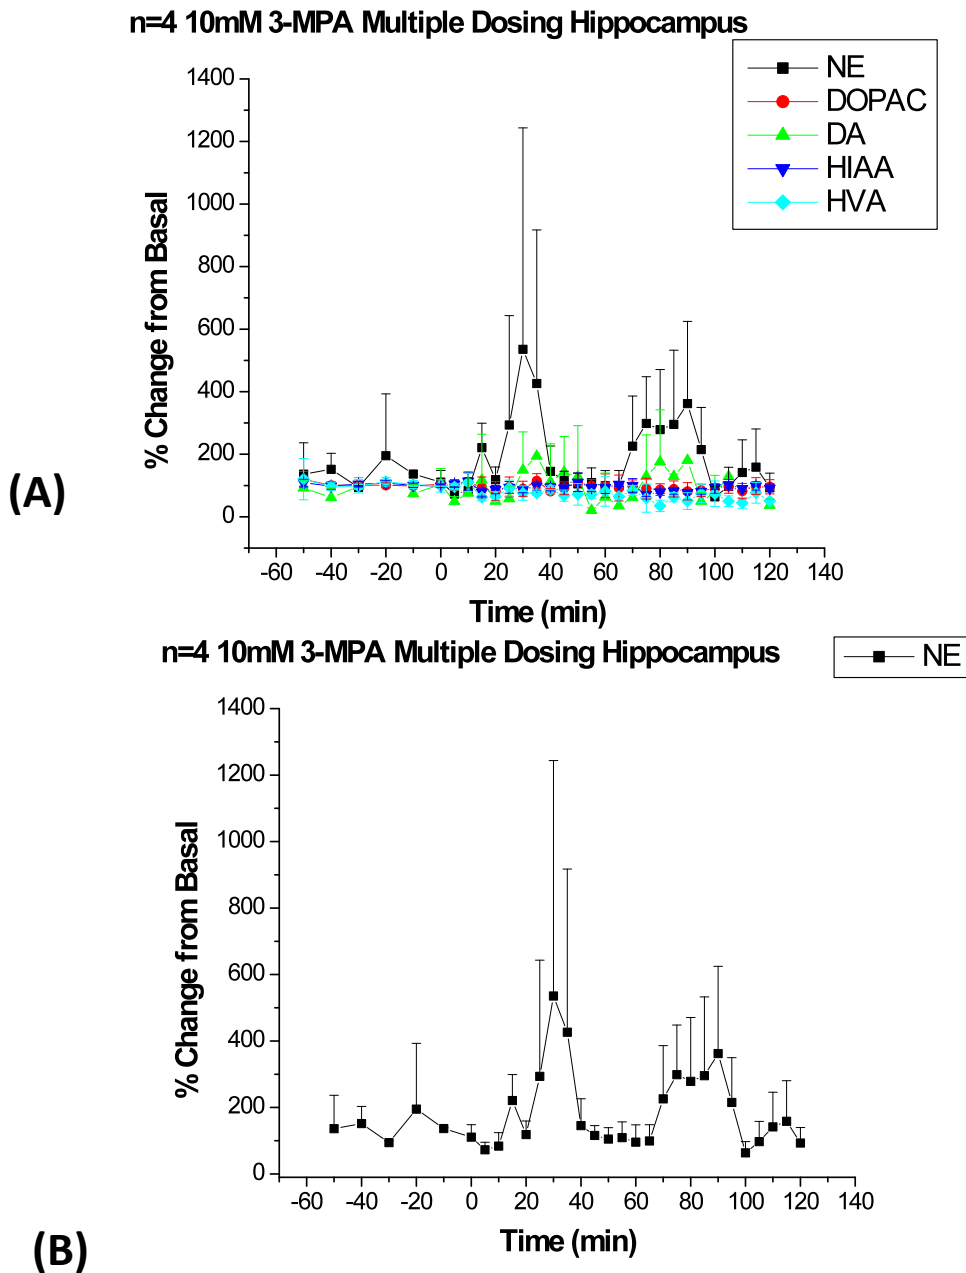 n=4 10mM 3-MPA Multiple Dosing Hippocampus
NE
DOPAC
DA
HIAA
HVA
1400
1200
1000
800
600
400
200
0
% Change from Basal
(A)
-60 -40 -20 0 20 40 60 80 100 120 140
Time (min)
n=4 10mM 3-MPA Multiple Dosing Hippocampus
NE
1400
1200
1000
800
600
400
200
0
% Change from Basal
-60 -40 -20 0 20 40 60 80 100 120 140
Time (min)
(B)